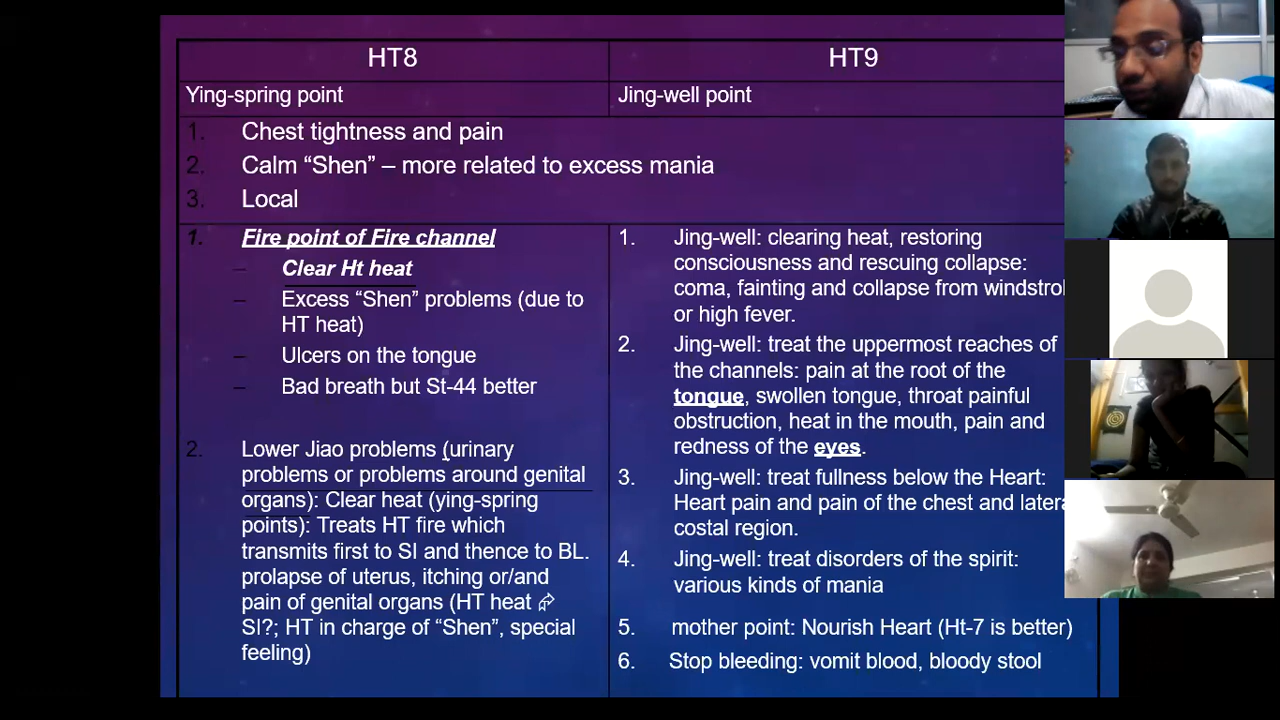 HT8
HT9
Ying-spring point
Jing-well point
1. Chest tightness and pain
2. Calm “Shen” – more related to excess mania
3. Local
1. Fire point of Fire channel
– Clear Ht heat
– Excess “Shen” problems (due to
HT heat)
– Ulcers on the tongue
– Bad breath but St-44 better
2. Lower Jiao problems (urinary
problems or problems around genital
organs): Clear heat (ying-spring
points): Treats HT fire which
transmits first to SI and thence to BL.
prolapse of uterus, itching or/and
pain of genital organs (HT heat
SI?; HT in charge of “Shen”, special
feeling)
1. Jing-well: clearing heat, restoring
consciousness and rescuing collapse:
coma, fainting and collapse from windstro
or high fever.
2. Jing-well: treat the uppermost reaches of
the channels: pain at the root of the
tongue, swollen tongue, throat painful
obstruction, heat in the mouth, pain and
redness of the eyes.
3. Jing-well: treat fullness below the Heart:
Heart pain and pain of the chest and latera
costal region.
4. Jing-well: treat disorders of the spirit:
various kinds of mania
5. mother point: Nourish Heart (Ht-7 is better)
6. Stop bleeding: vomit blood, bloody stool